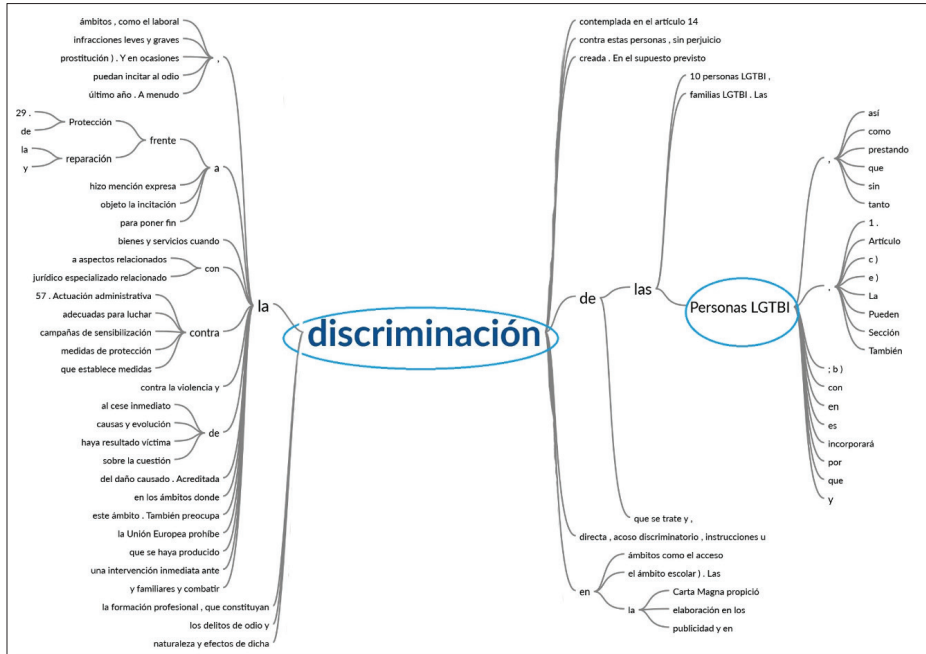 ámbitos , como el laboral
infracciones leves y graves
prostitución ) . Y en ocasiones
puedan incitar al odio
último año . A menudo
,
29 .
de
Protección
la
y
reparación
frente
a
hizo mención expresa
objeto la incitación
para poner fin
bienes y servicios cuando
a aspectos relacionados
jurídico especializado relacionado
con
57 . Actuación administrativa
adecuadas para luchar
campañas de sensibilización
medidas de protección
que establece medidas
contra
contra la violencia y
al cese inmediato
causas y evolución
haya resultado víctima
sobre la cuestión
de
del daño causado . Acreditada
en los ámbitos donde
este ámbito . También preocupa
la Unión Europea prohíbe
que se haya producido
una intervención inmediata ante
y familiares y combatir
la
la formación profesional , que constituyan
los delitos de odio y
naturaleza y efectos de dicha
discriminación
contemplada en el artículo 14
contra estas personas , sin perjuicio
creada . En el supuesto previsto
de
las
10 personas LGTBI ,
familias LGTBI . Las
Personas LGTBI
,
así
como
prestando
que
sin
tanto
.
1 .
Artículo
c )
e )
La
Pueden
Sección
También
; b )
con
en
es
incorporará
por
que
y
que se trate y ,
directa , acoso discriminatorio , instrucciones u
en
ámbitos como el acceso
el ámbito escolar ) . Las
la
Carta Magna propició
elaboración en los
publicidad y en